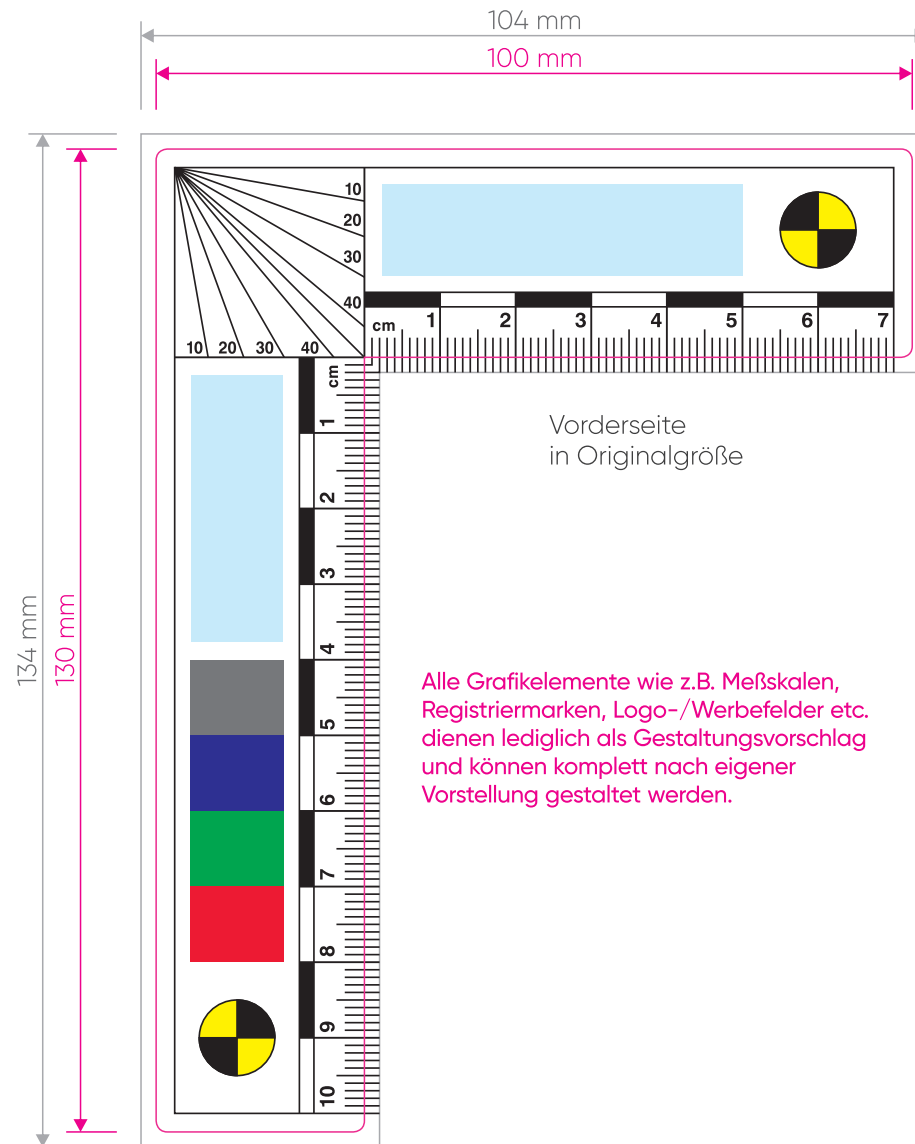 104 mm
100 mm
134 mm
130 mm
10
20
30
40
10 20 30 40
cm 1 2 3 4 5 6 7
cm
1
2
3
4
5
6
7
8
9
10
Vorderseite
in Originalgröße
Alle Grafikelemente wie z.B. Meßskalen,
Registriermarken, Logo-/Werbefelder etc.
dienen lediglich als Gestaltungsvorschlag
und können komplett nach eigener
Vorstellung gestaltet werden.